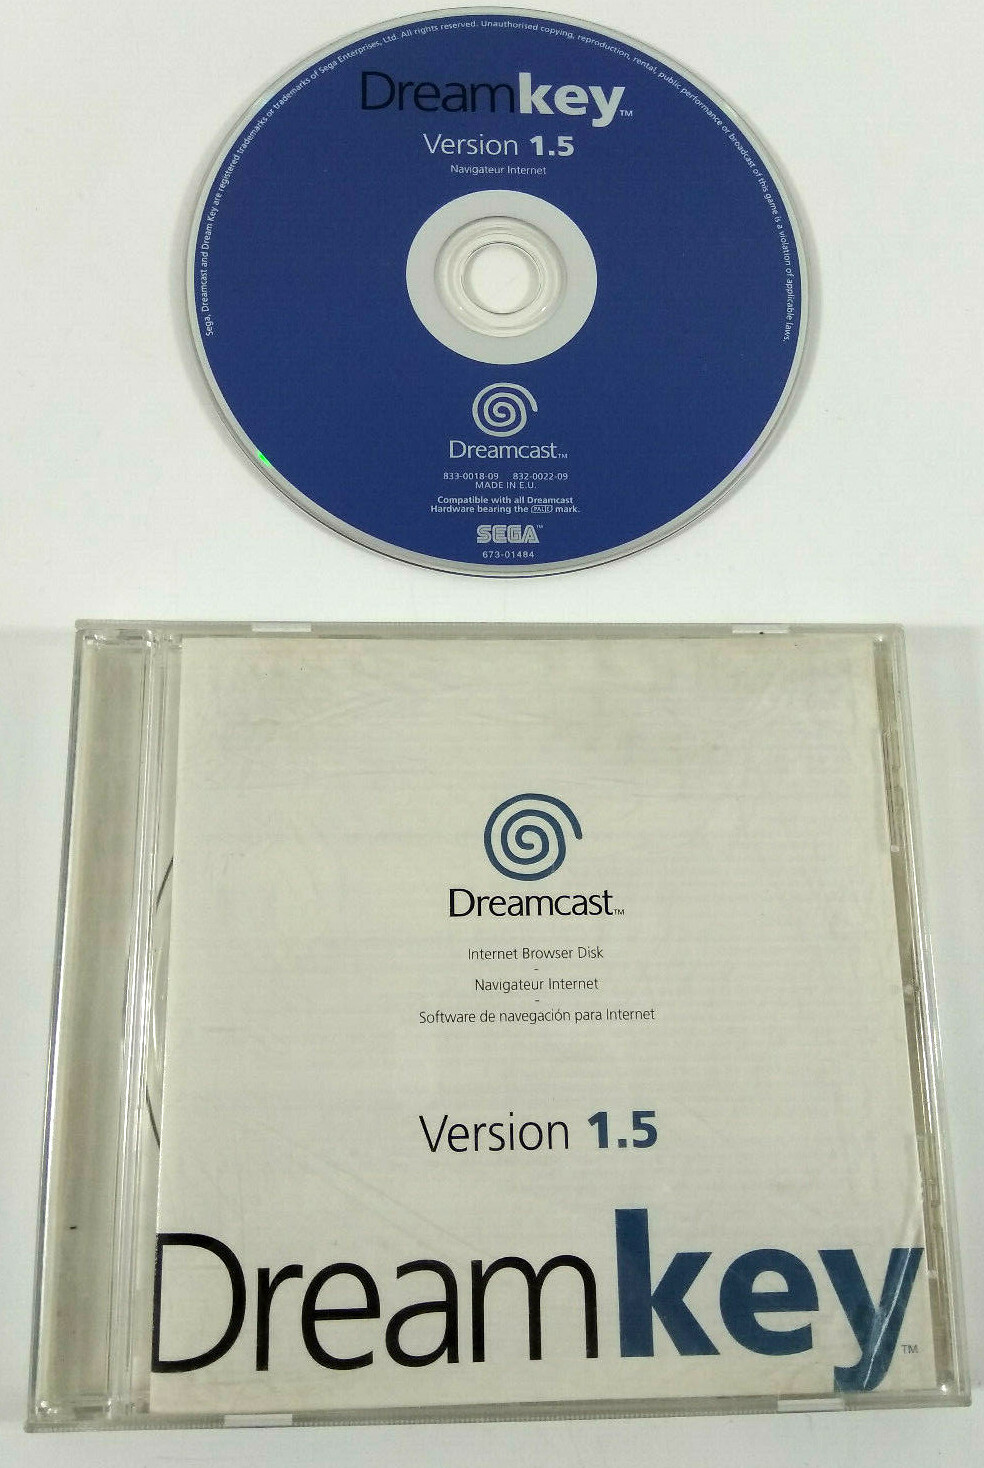 Sega, Dreamcast and Dream Key are registered trademarks or trademarks of Sega Enterprises, Ltd. All rights reserved. Unauthorised copying, reproduction, rental, public performance or broadcast of this game is a violation of applicable laws.
Dreamkey™
Version 1.5
Navigateur Internet
Dreamcast™
833-0018-09 832-0022-09
MADE IN E.U.
Compatible with all Dreamcast
Hardware bearing the PAL/E mark.
SEGA™
673-01484
Dreamcast™
Internet Browser Disk
-
Navigateur Internet
-
Software de navegación para Internet
Version 1.5
Dreamkey™